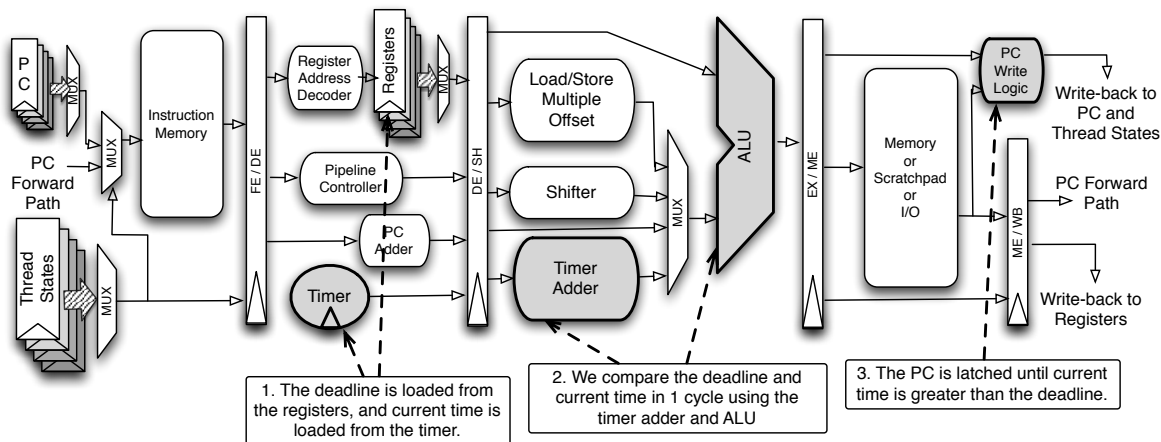 PC
MUX
PC
Forward
Path
Thread
States
MUX
MUX
Instruction
Memory
FE / DE
Register
Address
Decoder
Registers
MUX
Pipeline
Controller
PC
Adder
Timer
DE / SH
Load/Store
Multiple
Offset
Shifter
Timer
Adder
MUX
ALU
EX / ME
Memory
or
Scratchpad
or
I/O
PC
Write
Logic
ME / WB
Write-back to
PC and
Thread States
PC Forward
Path
Write-back to
Registers
1. The deadline is loaded from
the registers, and current time is
loaded from the timer.
2. We compare the deadline and
current time in 1 cycle using the
timer adder and ALU
3. The PC is latched until current
time is greater than the deadline.